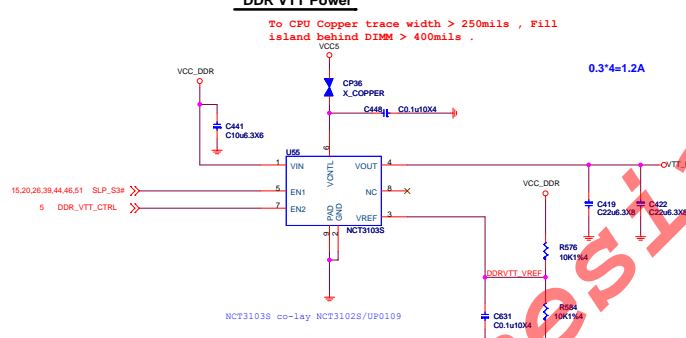 DDR VTT Power
To CPU Copper trace width > 250mils , Fill
island behind DIMM > 400mils .
VCC5
0.3*4=1.2A
VCC_DDR
CP36
X_COPPER
C448
C0.1u10X4
C441
C10u6.3X6
U55
6
1
VIN
VCNTL
VOUT
4
15,20,26,39,44,46,51
SLP_S3#
5
EN1
NC
8
VCC_DDR
5
DDR_VTT_CTRL
7
EN2
C419
C22u6.3X8
C422
C22u6.3X8
PAD
GND
VREF
3
9
2
NCT3103S
R576
10K1%4
DDRVTT_VREF
NCT3103S co-lay NCT3102S/UP0109
C631
C0.1u10X4
R584
10K1%4